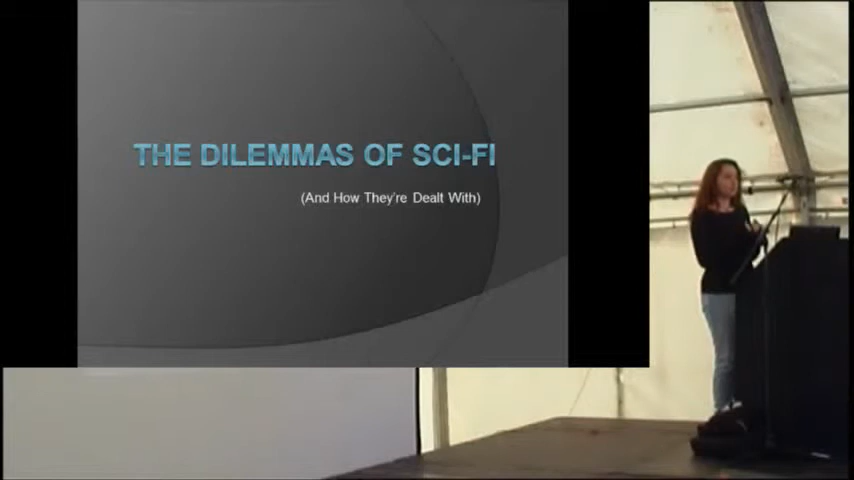 THE DILEMMAS OF SCI-FI
(And How They're Dealt With)